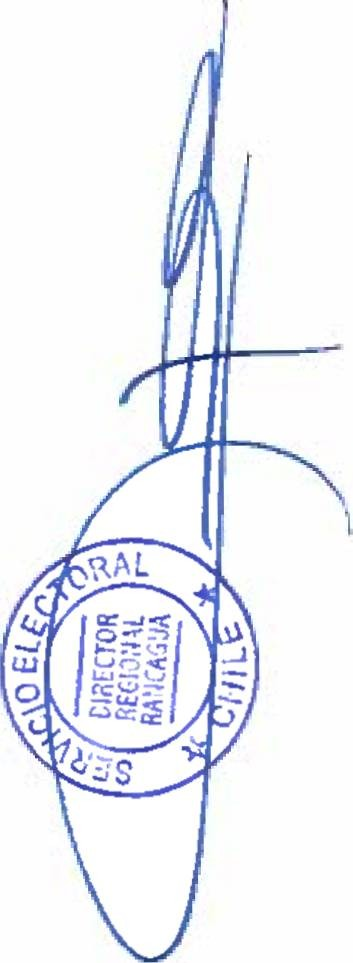 SERVICIO ELECTORAL
★ CHILE ★
DIRECTOR
REGIONAL
RANCAGUA